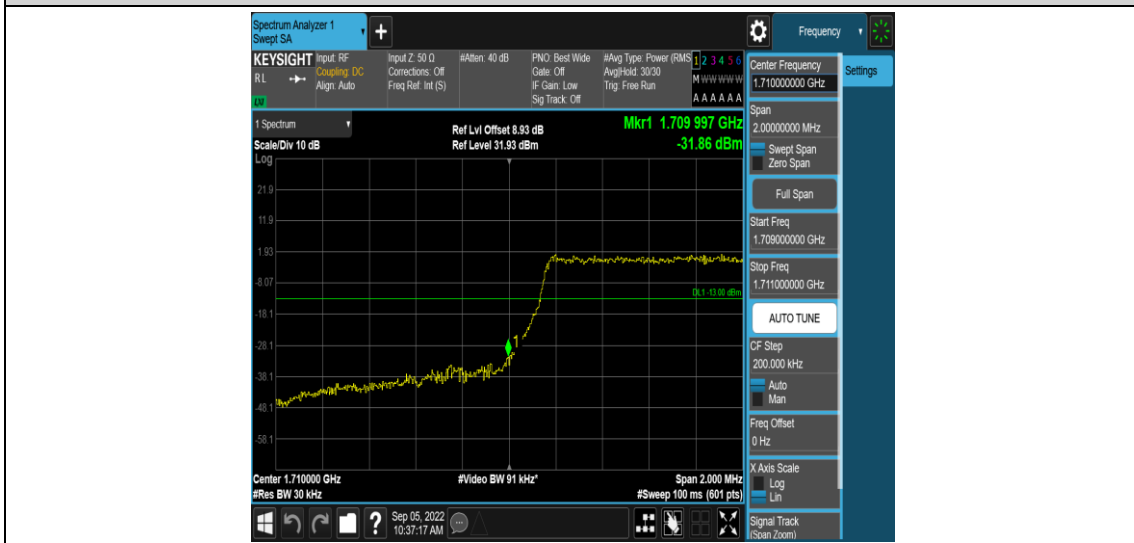 Spectrum Analyzer 1
Swept SA
+
Frequency
KEYSIGHT
RL
Input: RF
Coupling: DC
Align: Auto
Input Z: 50 Ω
Corrections: Off
Freq Ref: Int (S)
#Atten: 40 dB
PNO: Best Wide
Gate: Off
IF Gain: Low
Sig Track: Off
#Avg Type: Power (RMS
Avg|Hold: 30/30
Trig: Free Run
1 2 3 4 5 6
M W W W W W
A A A A A A
1 Spectrum
Scale/Div 10 dB
Log
Ref Lvl Offset 8.93 dB
Ref Level 31.93 dBm
Mkr1 1.709 997 GHz
-31.86 dBm
21.9
11.9
1.93
-8.07
-18.1
-28.1
-38.1
-48.1
-58.1
DL1 -13.00 dBm
1
Center 1.710000 GHz
#Res BW 30 kHz
#Video BW 91 kHz*
Span 2.000 MHz
#Sweep 100 ms (601 pts)
Center Frequency
1.710000000 GHz
Settings
Span
2.00000000 MHz
Swept Span
Zero Span
Full Span
Start Freq
1.709000000 GHz
Stop Freq
1.711000000 GHz
AUTO TUNE
CF Step
200.000 kHz
Auto
Man
Freq Offset
0 Hz
X Axis Scale
Log
Lin
Signal Track
(Span Zoom)
?
Sep 05, 2022
10:37:17 AM